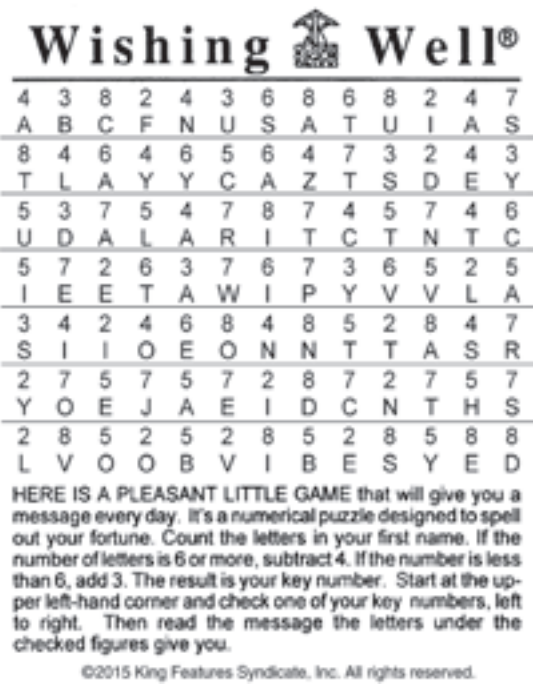 Wishing Well®
4 3 8 2 4 3 6 8 6 8 2 4 7
A B C F N U S A T U I A S
8 4 6 4 6 5 6 4 7 3 2 4 3
T L A Y Y C A Z T S D E Y
5 3 7 5 4 7 8 7 4 5 7 4 6
U D A L A R I T C T N T C
5 7 2 6 3 7 6 7 3 6 5 2 5
I E E T A W I P Y V V L A
3 4 2 4 6 8 4 8 5 2 8 4 7
S I I O E O N N T T A S R
2 7 5 7 5 7 2 8 7 2 7 5 7
Y O E J A E I D C N T H S
2 8 5 2 5 2 8 5 2 8 5 8 8
L V O O B V I B E S Y E D
HERE IS A PLEASANT LITTLE GAME that will give you a
message every day. It's a numerical puzzle designed to spell
out your fortune. Count the letters in your first name. If the
number of letters is 6 or more, subtract 4. If the number is less
than 6, add 3. The result is your key number. Start at the up-
per left-hand corner and check one of your key numbers, left
to right. Then read the message the letters under the
checked figures give you.
©2015 King Features Syndicate, Inc. All rights reserved.